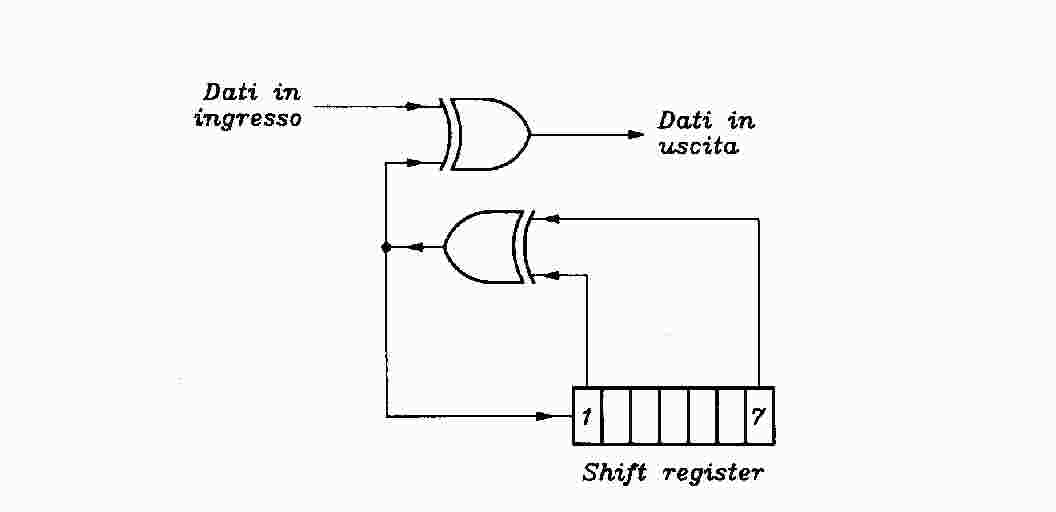 Dati in
ingresso
Dati in
uscita
1
7
Shift register